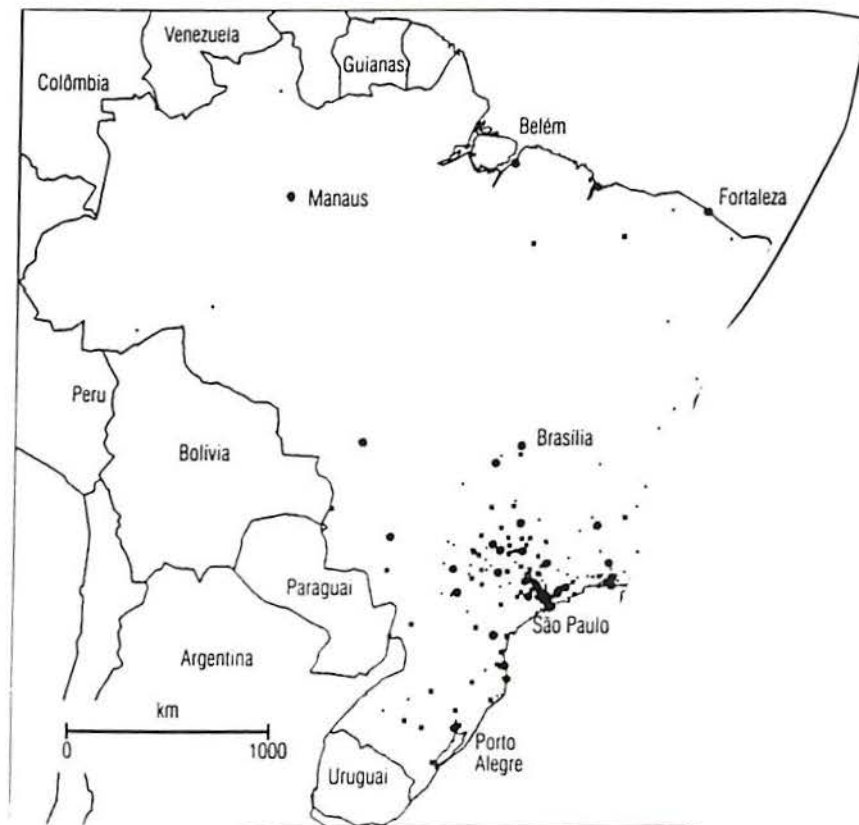 Venezuela
Guianas
Colômbia
Belém
Manaus
Fortaleza
Peru
Brasília
Bolívia
Paraguai
São Paulo
Argentina
km
0 1000
Porto
Alegre
Uruguai